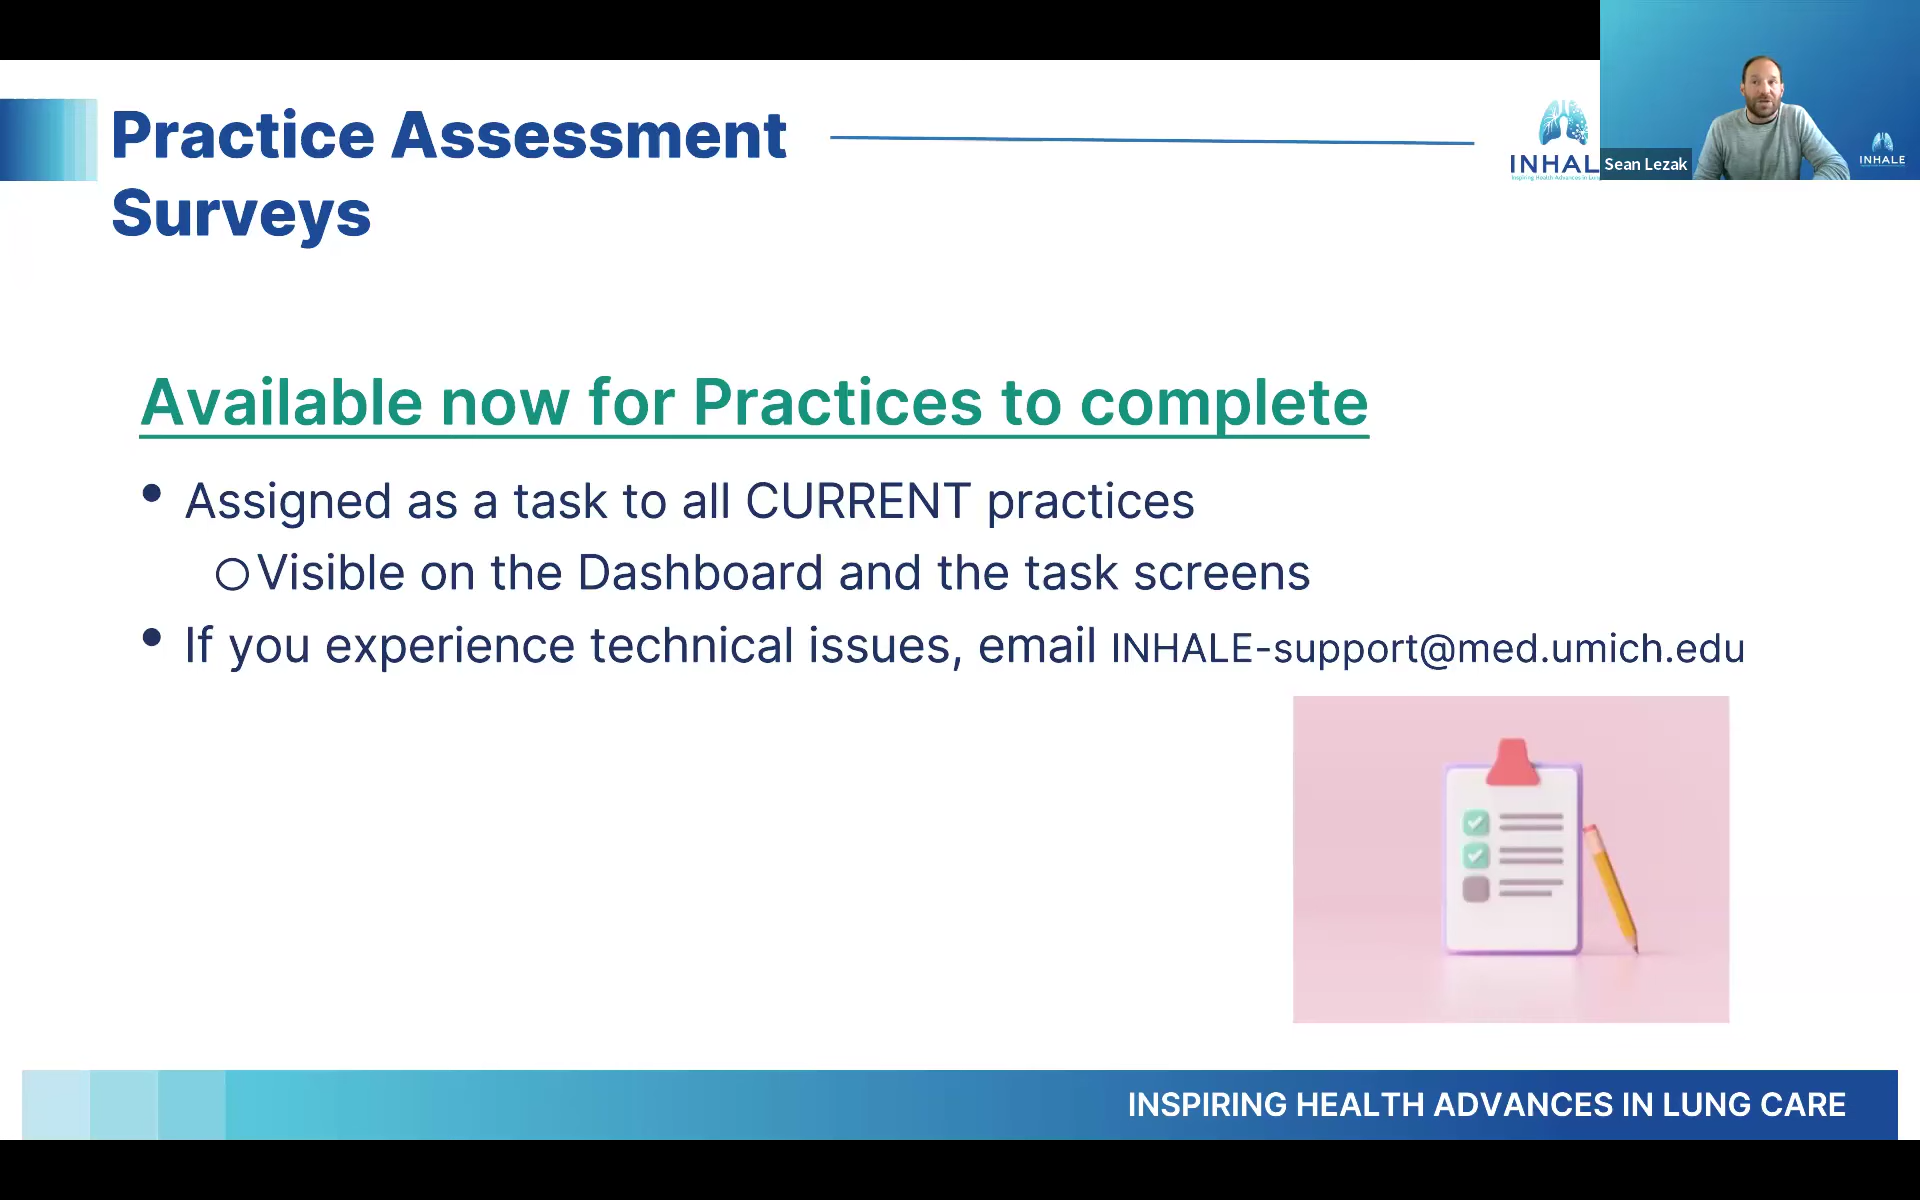 Practice Assessment
Surveys
INHAL
Sean Lezak
INHALE
Available now for Practices to complete
• Assigned as a task to all CURRENT practices
○ Visible on the Dashboard and the task screens
• If you experience technical issues, email INHALE-support@med.umich.edu
INSPIRING HEALTH ADVANCES IN LUNG CARE